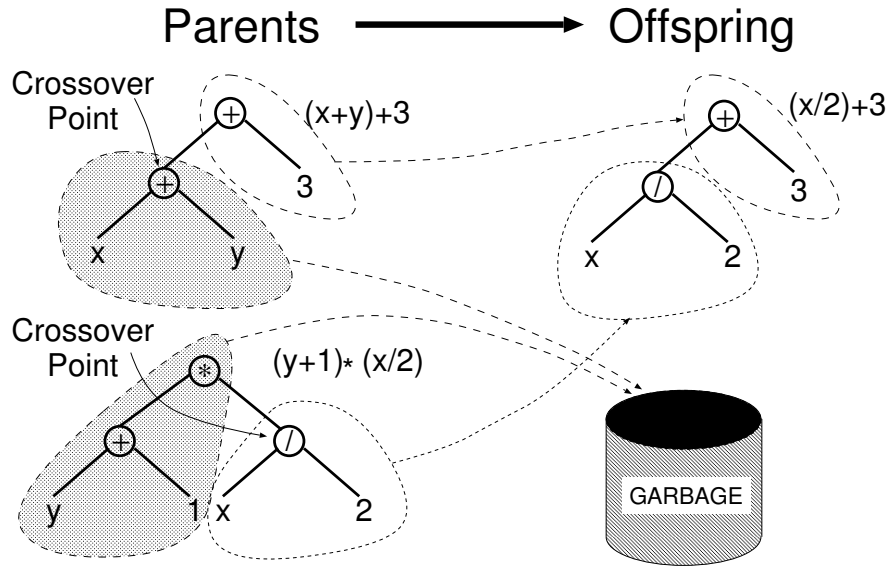 Parents
Offspring
Crossover
Point
+
(x+y)+3
+
3
x
y
+
(x/2)+3
/
3
x
2
Crossover
Point
*
(y+1)* (x/2)
+
/
y
1
x
2
GARBAGE